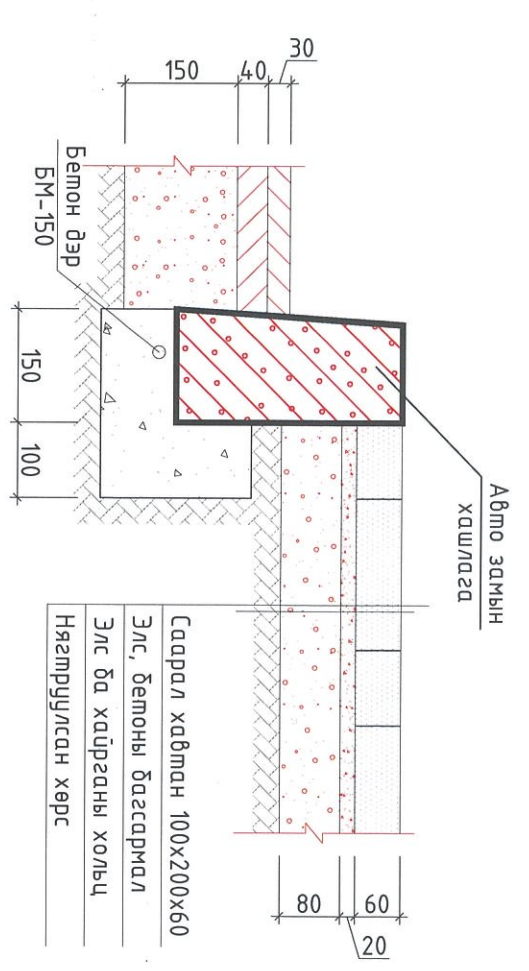 30
150 40
Авто замын
хашлага
Бетон дэр
БМ-150
150 100
80 60
20
Саарал хавтан 100x200x60
Элс, бетоны багсармал
Элс ба хайрганы хольц
Нягтруулсан хөрс